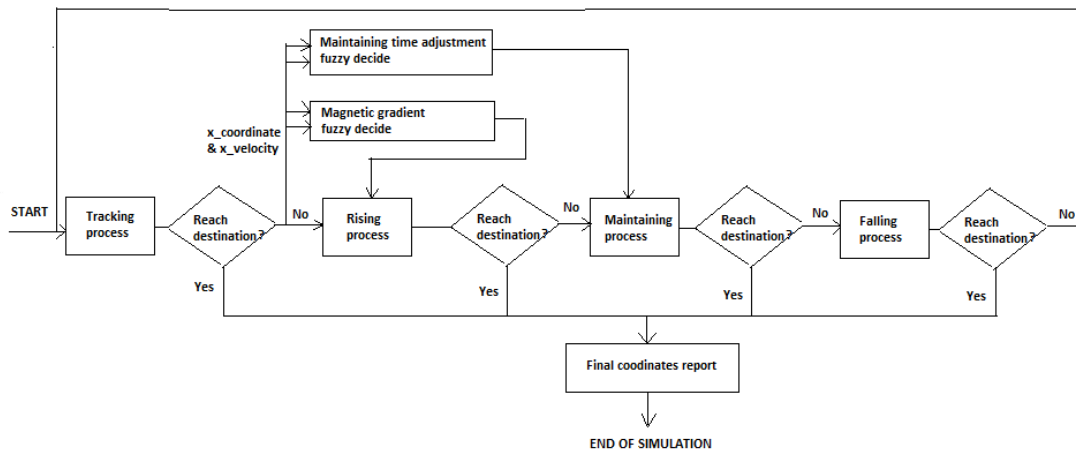 Maintaining time adjustment
fuzzy decide
Magnetic gradient
fuzzy decide
x_coordinate
& x_velocity
START
Tracking
process
Reach
destination?
No
Rising
process
Reach
destination?
No
Maintaining
process
Reach
destination?
No
Falling
process
Reach
destination?
No
Yes
Yes
Yes
Yes
Final coodinates report
END OF SIMULATION